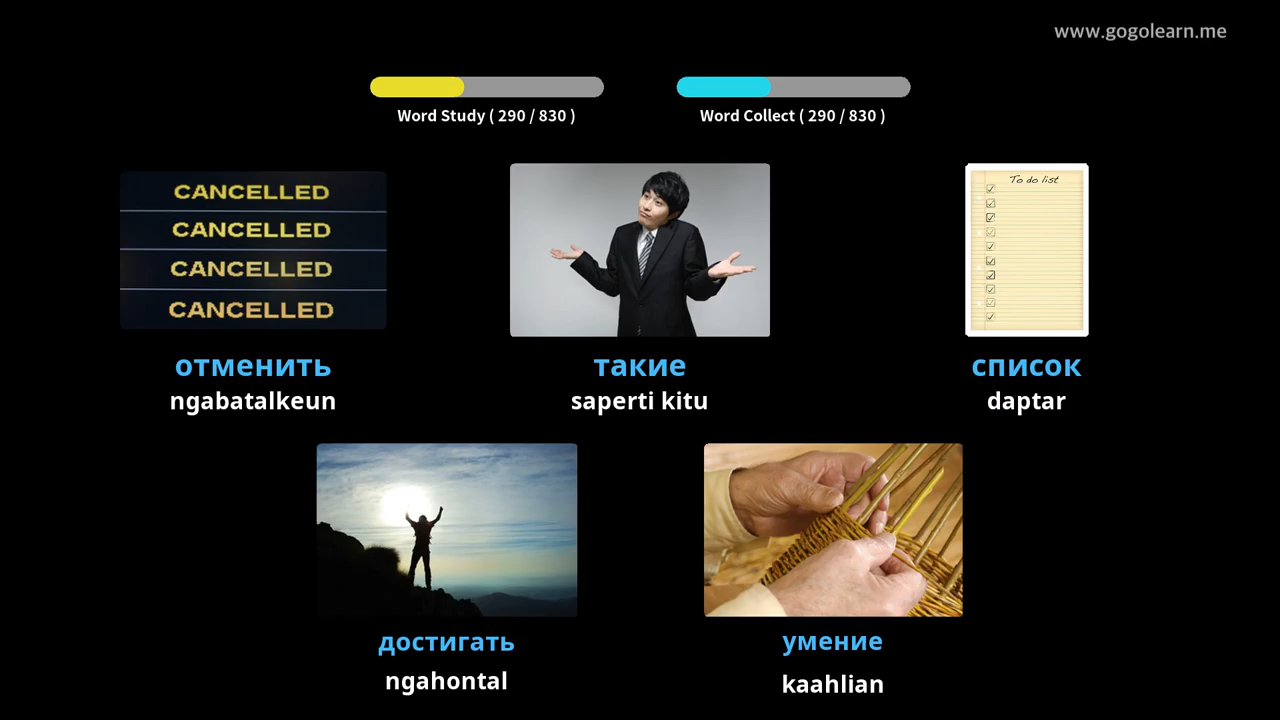 www.gogolearn.me
Word Study ( 290 / 830 )
Word Collect ( 290 / 830 )
CANCELLED
CANCELLED
CANCELLED
CANCELLED
To do list
отменить
ngabatalkeun
такие
saperti kitu
список
daptar
достигать
ngahontal
умение
kaahlian